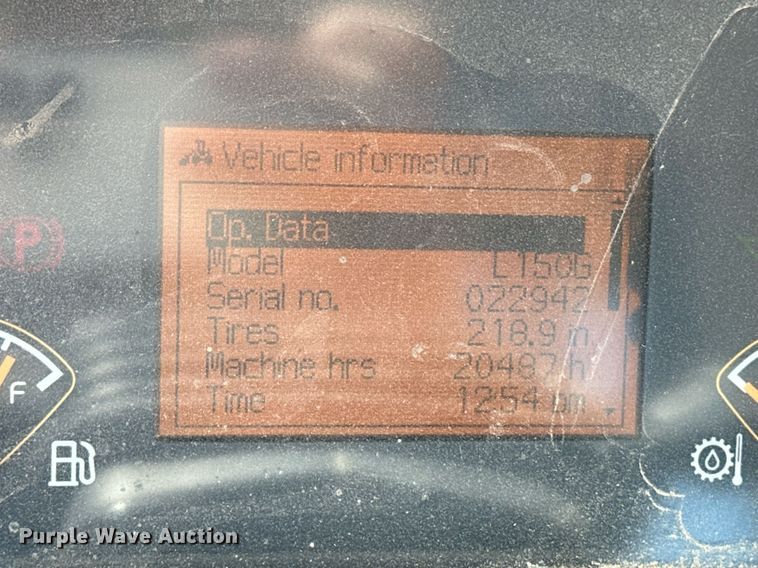 Vehicle information
Op. Data
Model L150G
Serial no. 022942
Tires 218.9 in
Machine hrs 20487 h
Time 12:54 pm
P
F
Purple Wave Auction